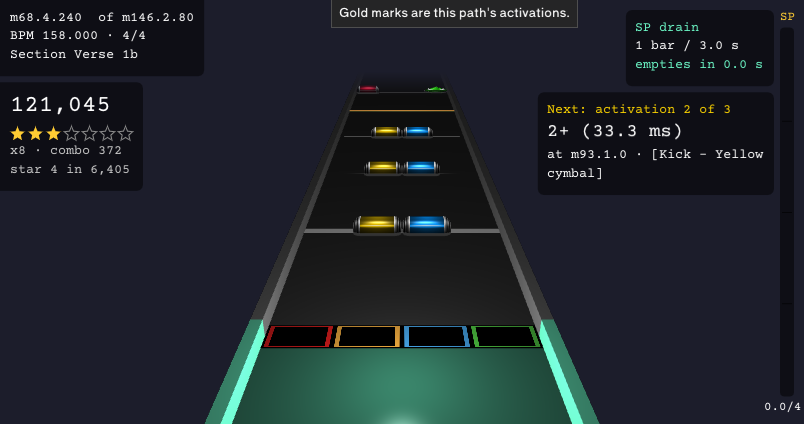 Gold marks are this path's activations.
m68.4.240 of m146.2.80
BPM 158.000 · 4/4
Section Verse 1b
121,045
x8 · combo 372
star 4 in 6,405
SP drain
1 bar / 3.0 s
empties in 0.0 s
Next: activation 2 of 3
2+ (33.3 ms)
at m93.1.0 · [Kick - Yellow
cymbal]
SP
0.0/4